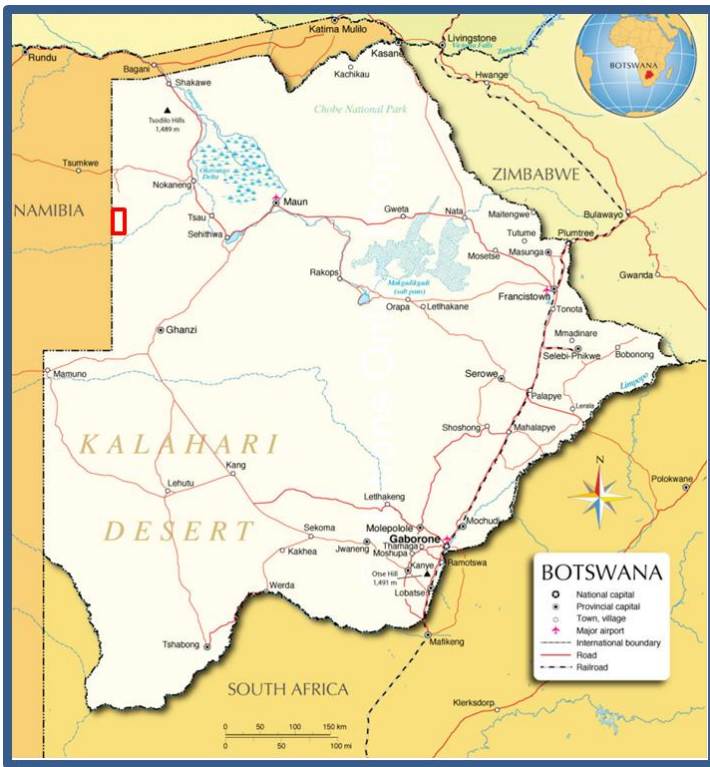 Katima Mulilo
Livingstone
Victoria Falls
Zambezi
Rundu
Kasane
Bagani
Kachikau
Hwange
Shakawe
BOTSWANA
Tsodilo Hills
1,489 m
Chobe National Park
Okavango
Delta
Tsumkwe
ZIMBABWE
Nokaneng
NAMIBIA
Maun
Gweta
Nata
Maitengwe
Bulawayo
Tsau
Sehithwa
Tutume
Plumtree
Mosetse
Masunga
Rakops
Makgadikgadi
(salt pans)
Gwanda
Francistown
Orapa
Letlhakane
Tonota
Ghanzi
Mmadinare
Selebi-Phikwe
Bobonong
Mamuno
Serowe
Limpopo
Palapye
Lerala
Shoshong
Mahalapye
KALAHARI
Kang
Polokwane
N
Lehutu
Letlhakeng
DESERT
Molepolole
Mochudi
Sekoma
Gaborone
Jwaneng
Thamaga
Kakhea
Moshupa
Ramotswa
Kanye
Otse Hill
1,491 m
Lobatse
Werda
Tshabong
Mafikeng
SOUTH AFRICA
Klerksdorp
BOTSWANA
National capital
Provincial capital
Town, village
Major airport
International boundary
Road
Railroad
0 50 100 150 km
0 50 100 mi